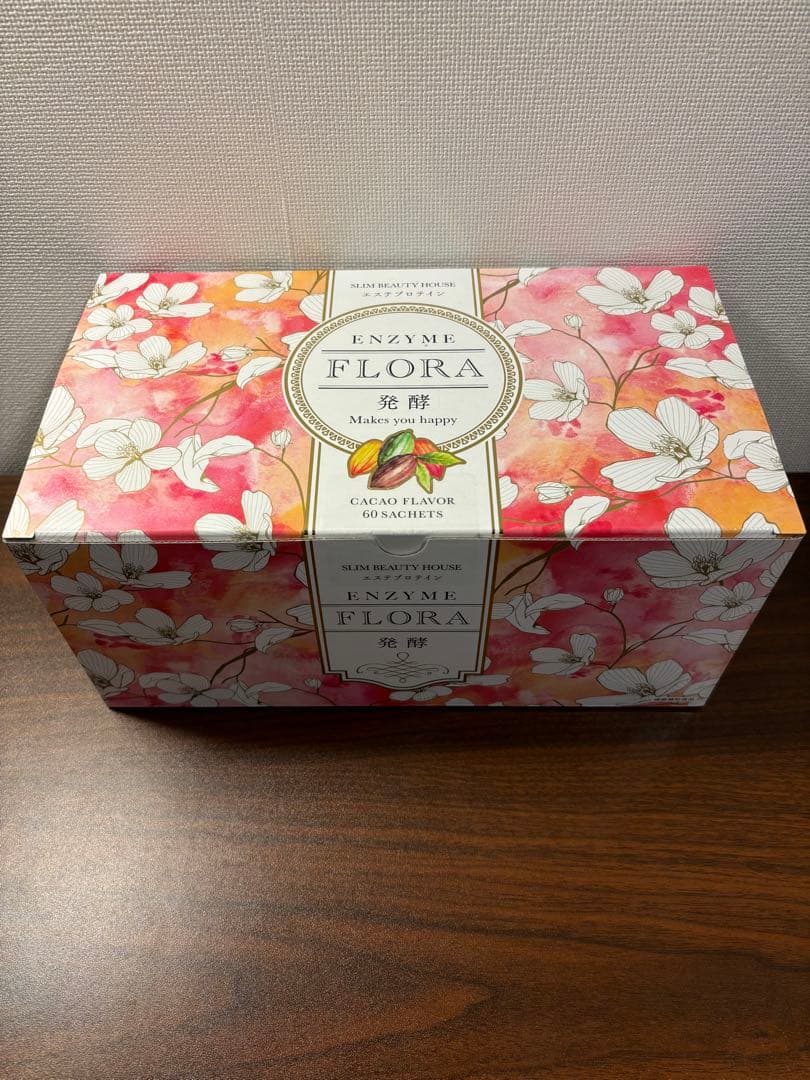 SLIM BEAUTY HOUSE
エステプロテイン
ENZYME
FLORA
発酵
Makes you happy
CACAO FLAVOR
60 SACHETS
SLIM BEAUTY HOUSE
エステプロテイン
ENZYME
FLORA
発酵